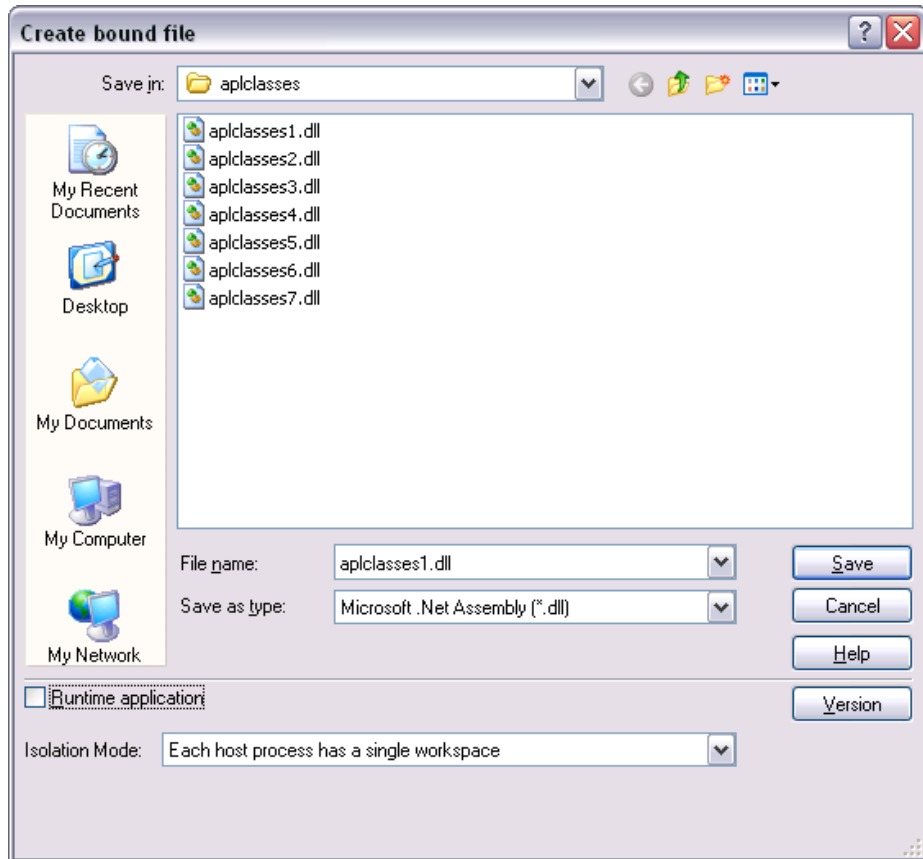 Create bound file
Save in: aplclasses
My Recent
Documents
Desktop
My Documents
My Computer
My Network
aplclasses1.dll
aplclasses2.dll
aplclasses3.dll
aplclasses4.dll
aplclasses5.dll
aplclasses6.dll
aplclasses7.dll
File name: aplclasses1.dll Save
Save as type: Microsoft .Net Assembly (*.dll) Cancel
Help
Runtime application Version
Isolation Mode: Each host process has a single workspace